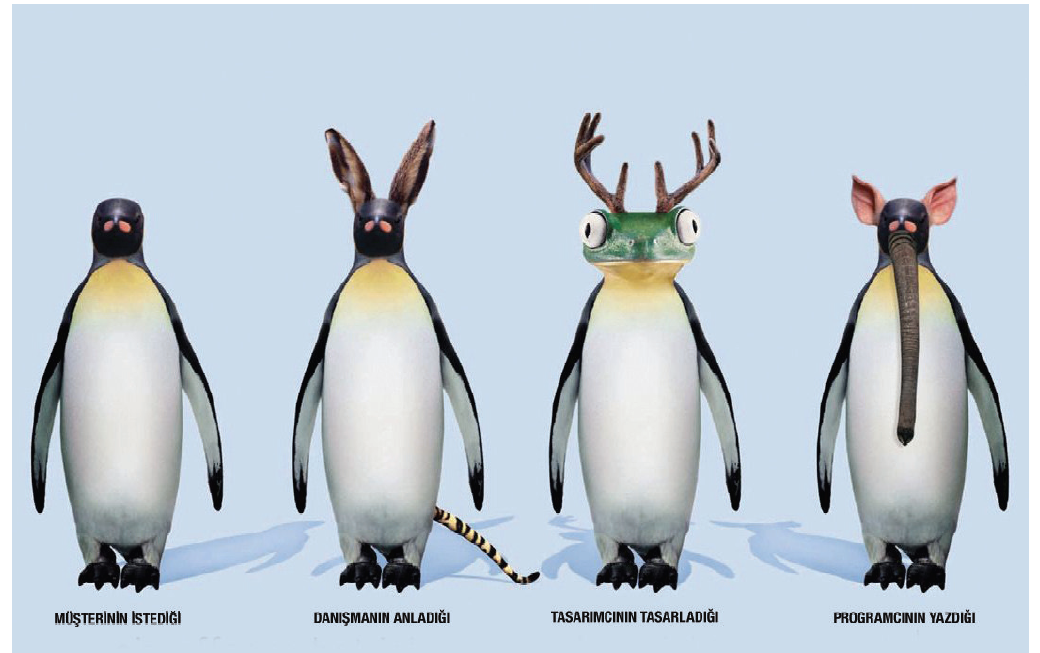 MÜŞTERİNİN İSTEDİĞİ
DANIŞMANIN ANLADIĞI
TASARIMCININ TASARLADIĞI
PROGRAMCININ YAZDIĞI